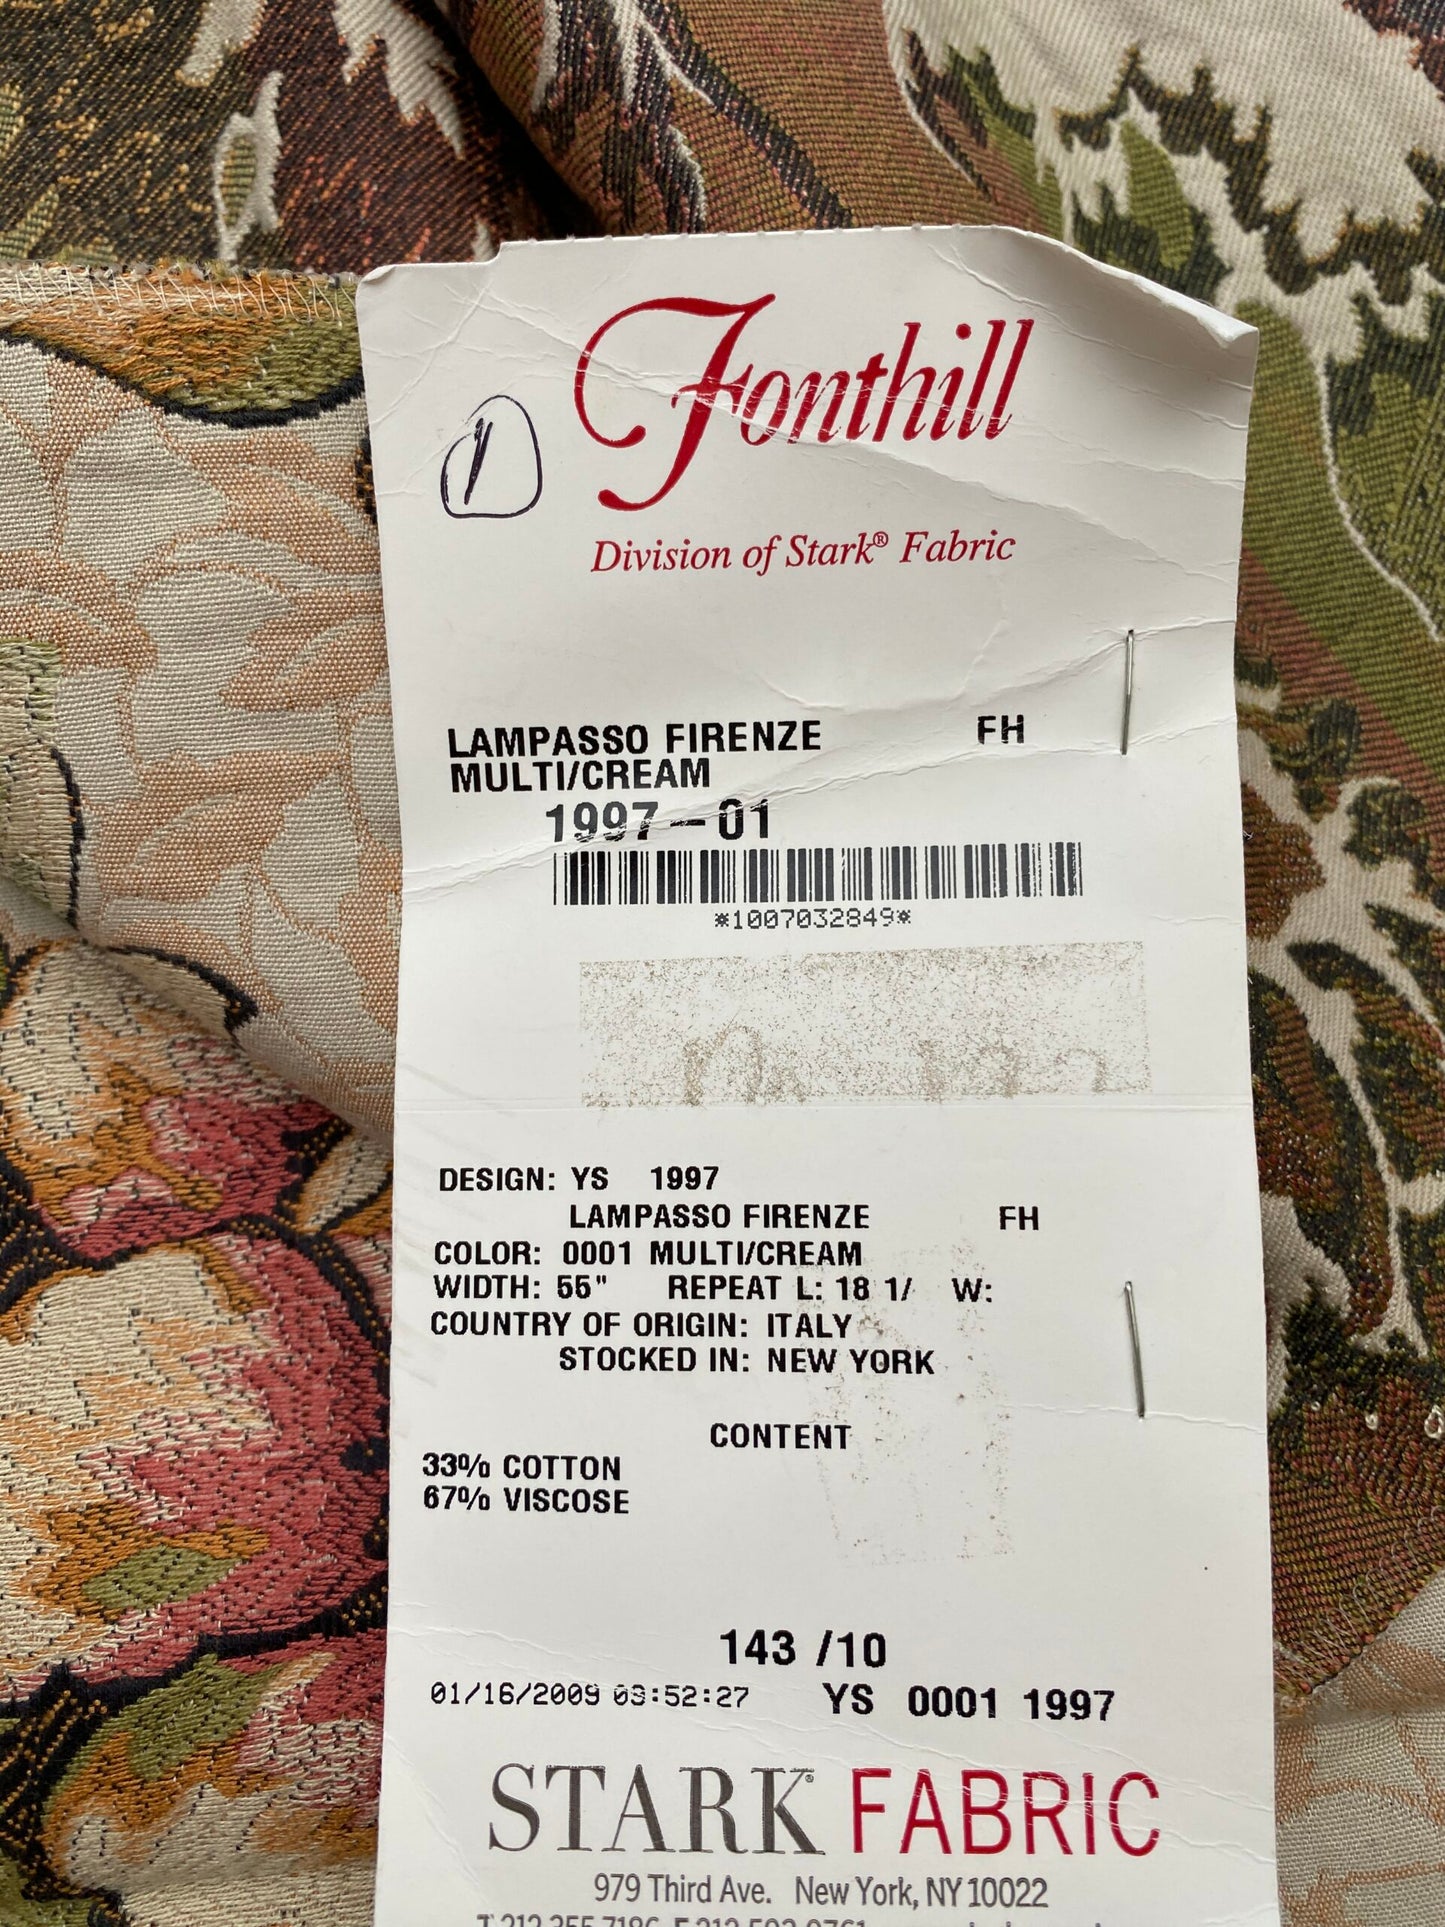 1
Fonthill
Division of Stark® Fabric
LAMPASSO FIRENZE FH
MULTI/CREAM
1997-01
*1007032849*
DESIGN: YS 1997
LAMPASSO FIRENZE FH
COLOR: 0001 MULTI/CREAM
WIDTH: 55" REPEAT L: 18 1/ W:
COUNTRY OF ORIGIN: ITALY
STOCKED IN: NEW YORK
CONTENT
33% COTTON
67% VISCOSE
143 /10
01/16/2009 09:52:27 YS 0001 1997
STARK® FABRIC
979 Third Ave. New York, NY 10022